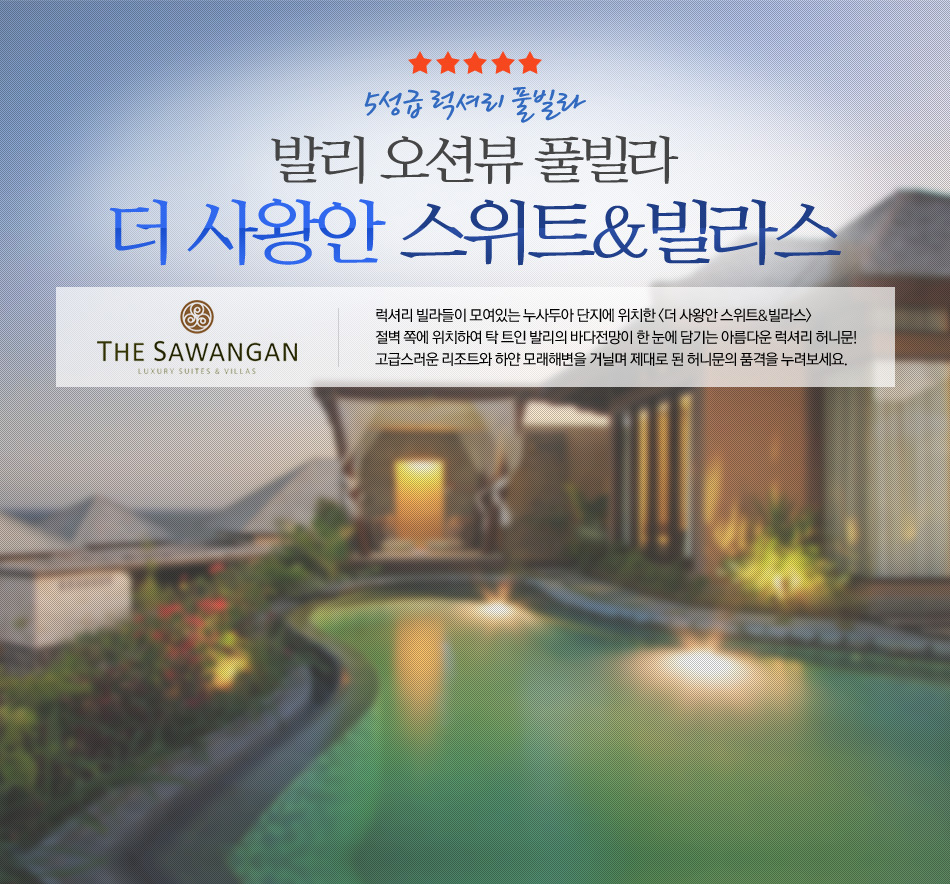 5성급 럭셔리 풀빌라
발리 오션뷰 풀빌라
더 사왕안 스위트&빌라스
THE SAWANGAN
LUXURY SUITES & VILLAS
럭셔리 빌라들이 모여있는 누사두아 단지에 위치한 <더 사왕안 스위트&빌라스>
절벽 쪽에 위치하여 탁 트인 발리의 바다전망이 한 눈에 담기는 아름다운 럭셔리 허니문!
고급스러운 리조트와 하얀 모래해변을 거닐며 제대로 된 허니문의 품격을 누려보세요.